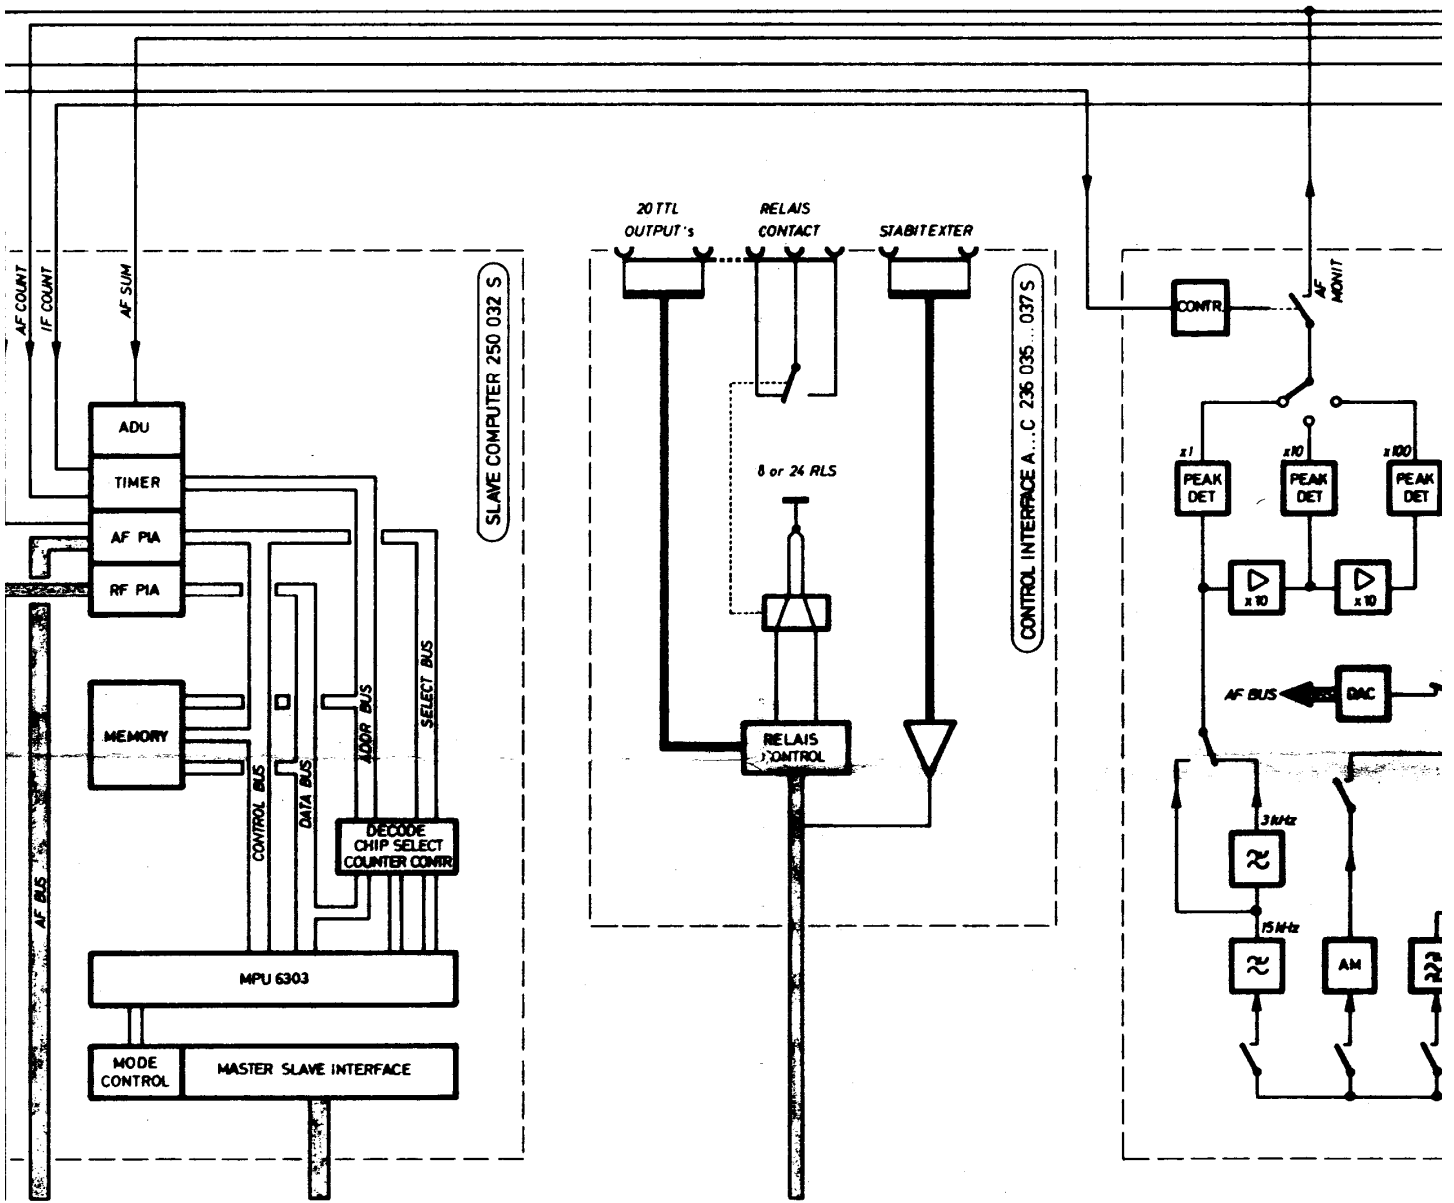 20 TTL
OUTPUT's
RELAIS
CONTACT
STABITEXTER
AF COUNT
IF COUNT
AF SUM
SLAVE COMPUTER 250 032 S
ADU
TIMER
AF PIA
RF PIA
MEMORY
CONTROL BUS
DATA BUS
ADDR BUS
SELECT BUS
DECODE
CHIP SELECT
COUNTER CONTR.
AF BUS
MPU 6303
MODE
CONTROL
MASTER SLAVE INTERFACE
8 or 24 RLS
RELAIS
CONTROL
CONTROL INTERFACE A...C 236 035...037 S
CONTR.
AF
MONIT
x1
PEAK
DET
x10
PEAK
DET
x100
PEAK
DET
x10
x10
AF BUS
DAC
3 kHz
15 kHz
AM